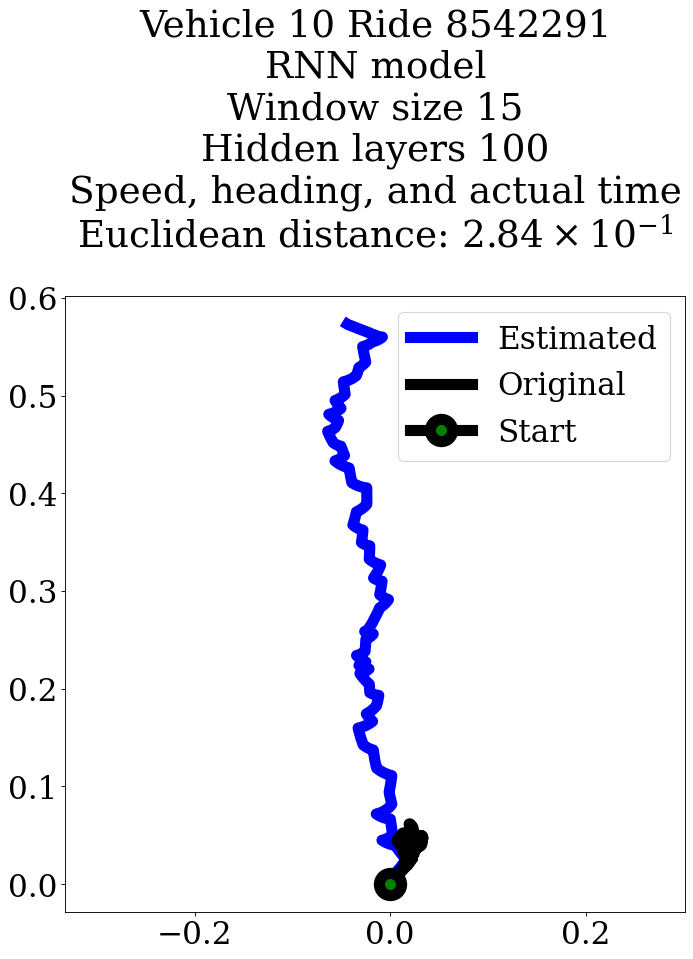 Vehicle 10 Ride 8542291
RNN model
Window size 15
Hidden layers 100
Speed, heading, and actual time
Euclidean distance: 2.84 × 10⁻¹
0.6
0.5
0.4
0.3
0.2
0.1
0.0
Estimated
Original
Start
−0.2
0.0
0.2